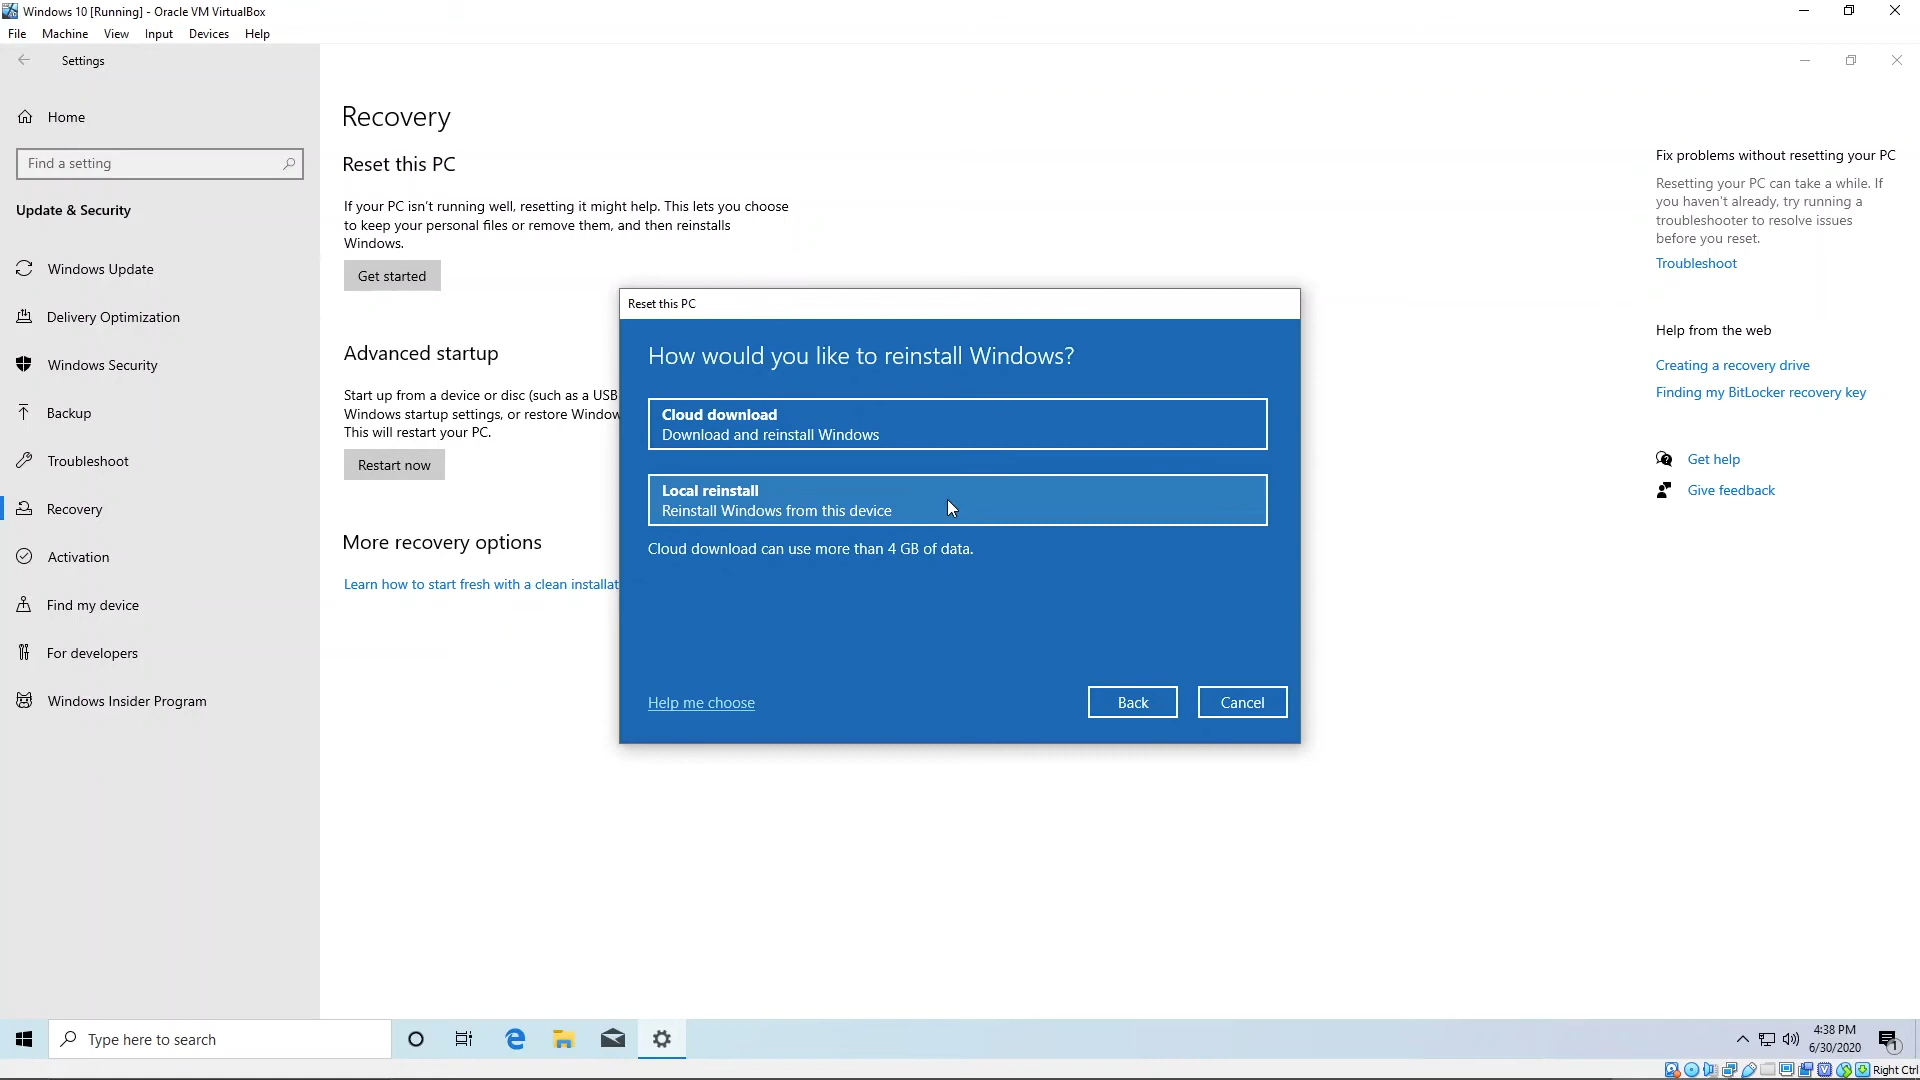 Windows 10 [Running] - Oracle VM VirtualBox
File Machine View Input Devices Help
Settings
Home
Find a setting
Update & Security
Windows Update
Delivery Optimization
Windows Security
Backup
Troubleshoot
Recovery
Activation
Find my device
For developers
Windows Insider Program
Recovery
Reset this PC
If your PC isn't running well, resetting it might help. This lets you choose
to keep your personal files or remove them, and then reinstalls
Windows.
Get started
Advanced startup
Start up from a device or disc (such as a USB
Windows startup settings, or restore Window
This will restart your PC.
Restart now
More recovery options
Learn how to start fresh with a clean installat
Reset this PC
How would you like to reinstall Windows?
Cloud download
Download and reinstall Windows
Local reinstall
Reinstall Windows from this device
Cloud download can use more than 4 GB of data.
Help me choose
Back
Cancel
Fix problems without resetting your PC
Resetting your PC can take a while. If
you haven't already, try running a
troubleshooter to resolve issues
before you reset.
Troubleshoot
Help from the web
Creating a recovery drive
Finding my BitLocker recovery key
Get help
Give feedback
Type here to search
4:38 PM
6/30/2020
1
Right Ctrl